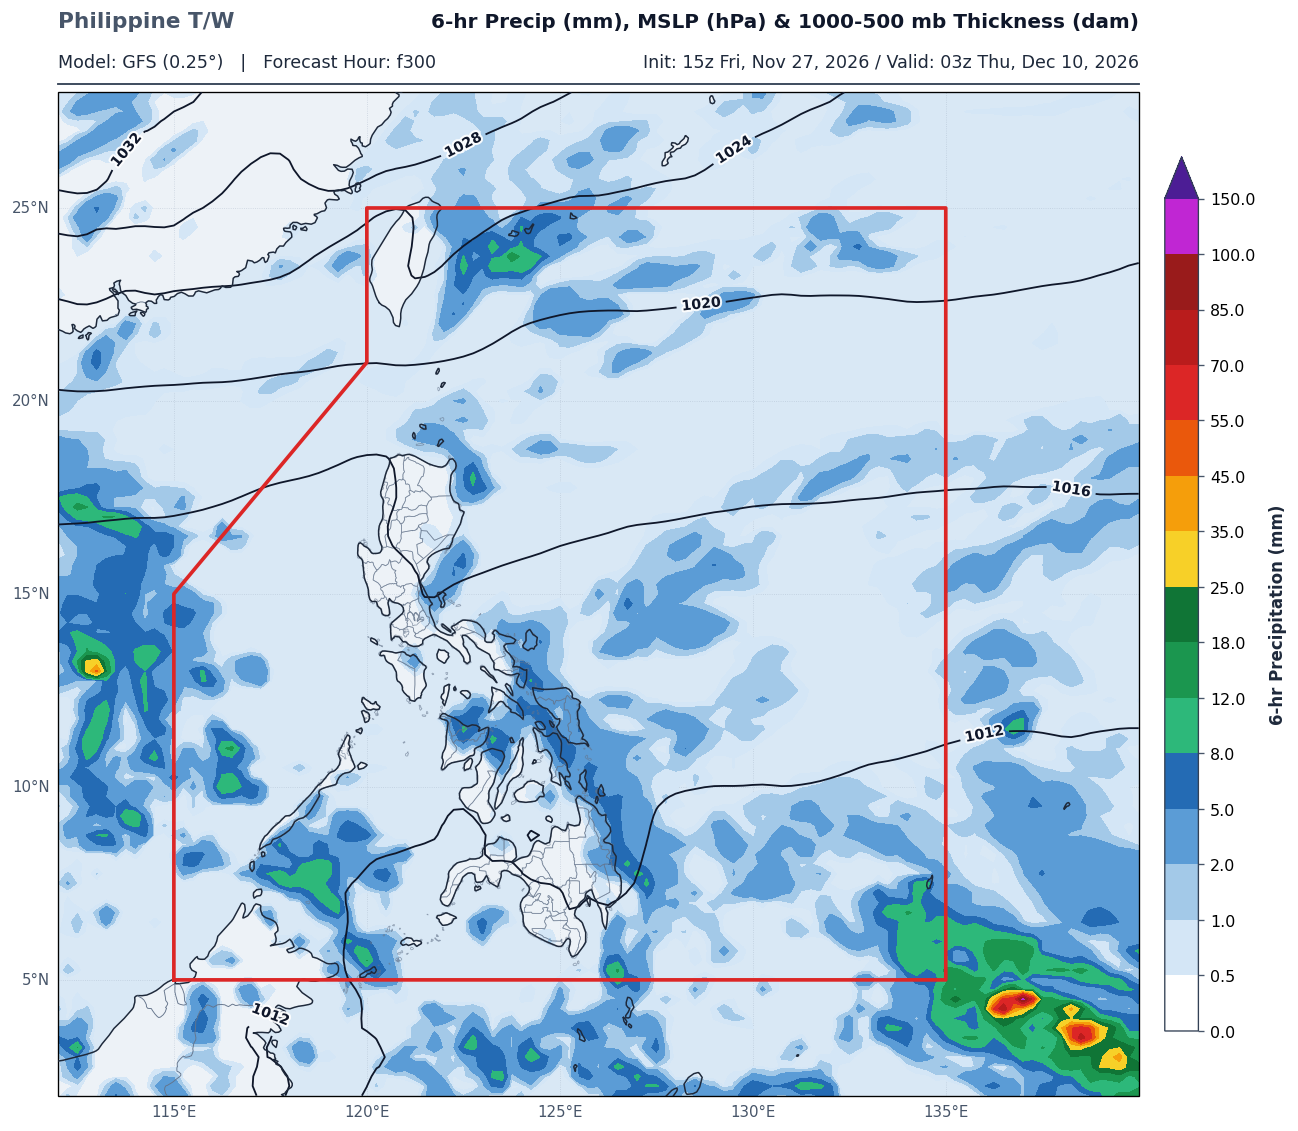 Philippine T/W
6-hr Precip (mm), MSLP (hPa) & 1000-500 mb Thickness (dam)
Model: GFS (0.25°) | Forecast Hour: f300
Init: 15z Fri, Nov 27, 2026 / Valid: 03z Thu, Dec 10, 2026
1032
1028
1024
1020
1016
1012
1012
25°N
20°N
15°N
10°N
5°N
115°E
120°E
125°E
130°E
135°E
150.0
100.0
85.0
70.0
55.0
45.0
35.0
25.0
18.0
12.0
8.0
5.0
2.0
1.0
0.5
0.0
6-hr Precipitation (mm)